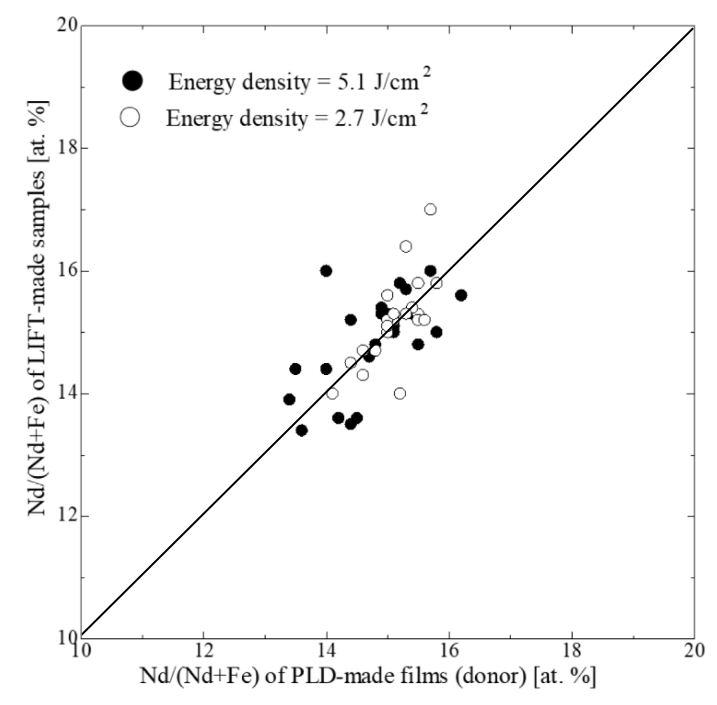 20
18
16
14
12
10
Energy density = 5.1 J/cm²
Energy density = 2.7 J/cm²
Nd/(Nd+Fe) of LIFT-made samples [at. %]
10 12 14 16 18 20
Nd/(Nd+Fe) of PLD-made films (donor) [at. %]